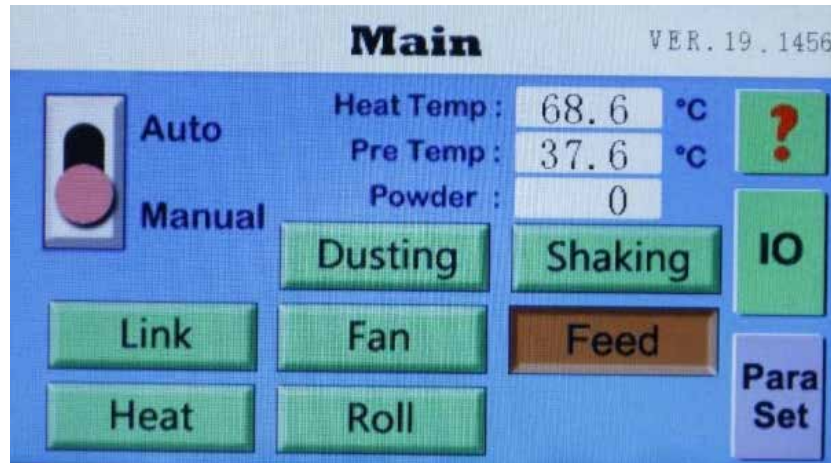 Main
VER.19.1456
Auto
Manual
Heat Temp : 68.6 °C
Pre Temp : 37.6 °C
Powder : 0
?
IO
Dusting
Shaking
Link
Fan
Feed
Para
Set
Heat
Roll